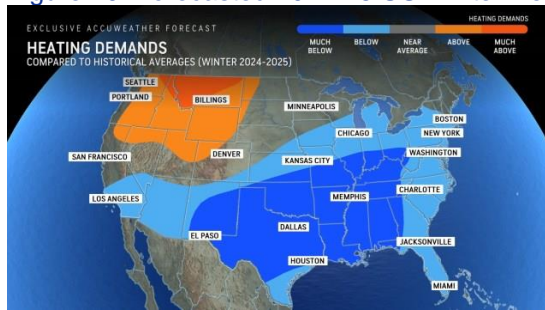 EXCLUSIVE ACCUWEATHER FORECAST
HEATING DEMANDS
COMPARED TO HISTORICAL AVERAGES (WINTER 2024-2025)
HEATING DEMANDS
MUCH BELOW
BELOW
NEAR AVERAGE
ABOVE
MUCH ABOVE
SEATTLE
PORTLAND
BILLINGS
MINNEAPOLIS
BOSTON
CHICAGO
NEW YORK
SAN FRANCISCO
DENVER
KANSAS CITY
WASHINGTON
LOS ANGELES
MEMPHIS
CHARLOTTE
EL PASO
DALLAS
JACKSONVILLE
HOUSTON
MIAMI